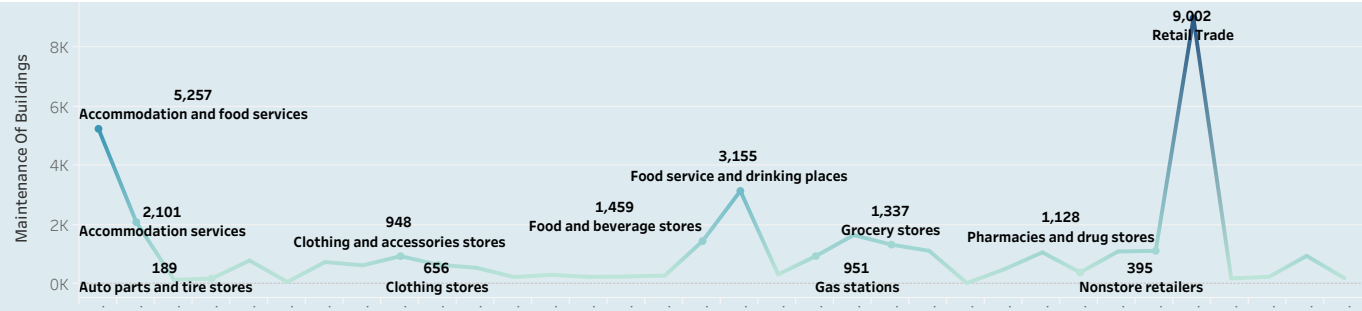 Maintenance Of Buildings
8K
6K
4K
2K
0K
5,257
Accommodation and food services
2,101
Accommodation services
189
Auto parts and tire stores
948
Clothing and accessories stores
656
Clothing stores
1,459
Food and beverage stores
3,155
Food service and drinking places
951
Gas stations
1,337
Grocery stores
1,128
Pharmacies and drug stores
395
Nonstore retailers
9,002
Retail Trade